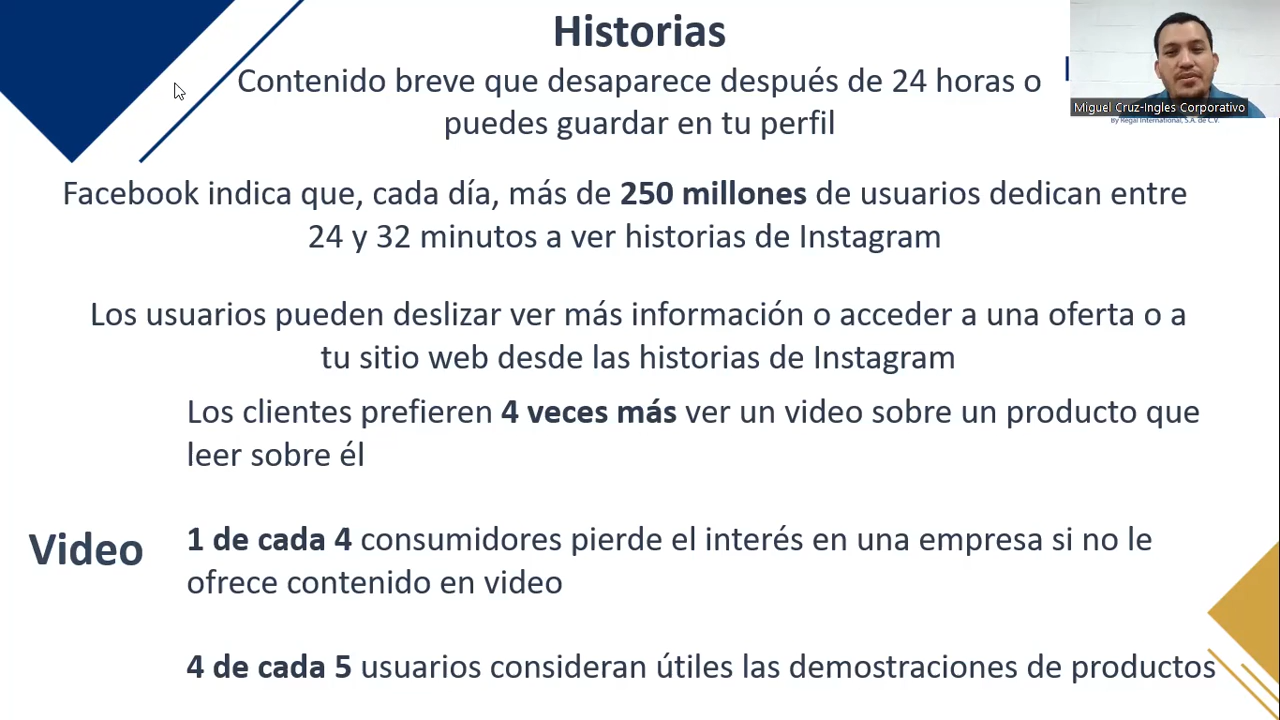 Historias
Contenido breve que desaparece después de 24 horas o
puedes guardar en tu perfil
Miguel Cruz-Ingles Corporativo
By Regal International, S.A. de C.V.
Facebook indica que, cada día, más de 250 millones de usuarios dedican entre
24 y 32 minutos a ver historias de Instagram
Los usuarios pueden deslizar ver más información o acceder a una oferta o a
tu sitio web desde las historias de Instagram
Los clientes prefieren 4 veces más ver un video sobre un producto que
leer sobre él
Video
1 de cada 4 consumidores pierde el interés en una empresa si no le
ofrece contenido en video
4 de cada 5 usuarios consideran útiles las demostraciones de productos